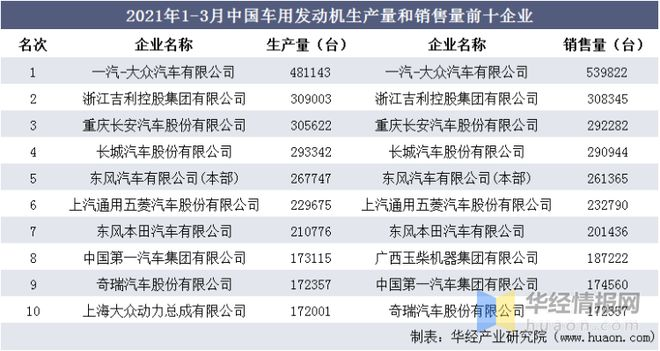 2021年1-3月中国车用发动机生产量和销售量前十企业
名次 企业名称 生产量（台） 企业名称 销售量（台）
1 一汽-大众汽车有限公司 481143 一汽-大众汽车有限公司 539822
2 浙江吉利控股集团有限公司 309003 浙江吉利控股集团有限公司 308345
3 重庆长安汽车股份有限公司 305622 重庆长安汽车股份有限公司 292282
4 长城汽车股份有限公司 293342 长城汽车股份有限公司 290944
5 东风汽车有限公司(本部) 267747 东风汽车有限公司(本部) 261365
6 上汽通用五菱汽车股份有限公司 229675 上汽通用五菱汽车股份有限公司 232790
7 东风本田汽车有限公司 210776 东风本田汽车有限公司 201436
8 中国第一汽车集团有限公司 173115 广西玉柴机器集团有限公司 187222
9 奇瑞汽车股份有限公司 172357 中国第一汽车集团有限公司 174560
10 上海大众动力总成有限公司 172001 奇瑞汽车股份有限公司 172357
华经情报网
huaon.com
制表：华经产业研究院（www.huaon.com）